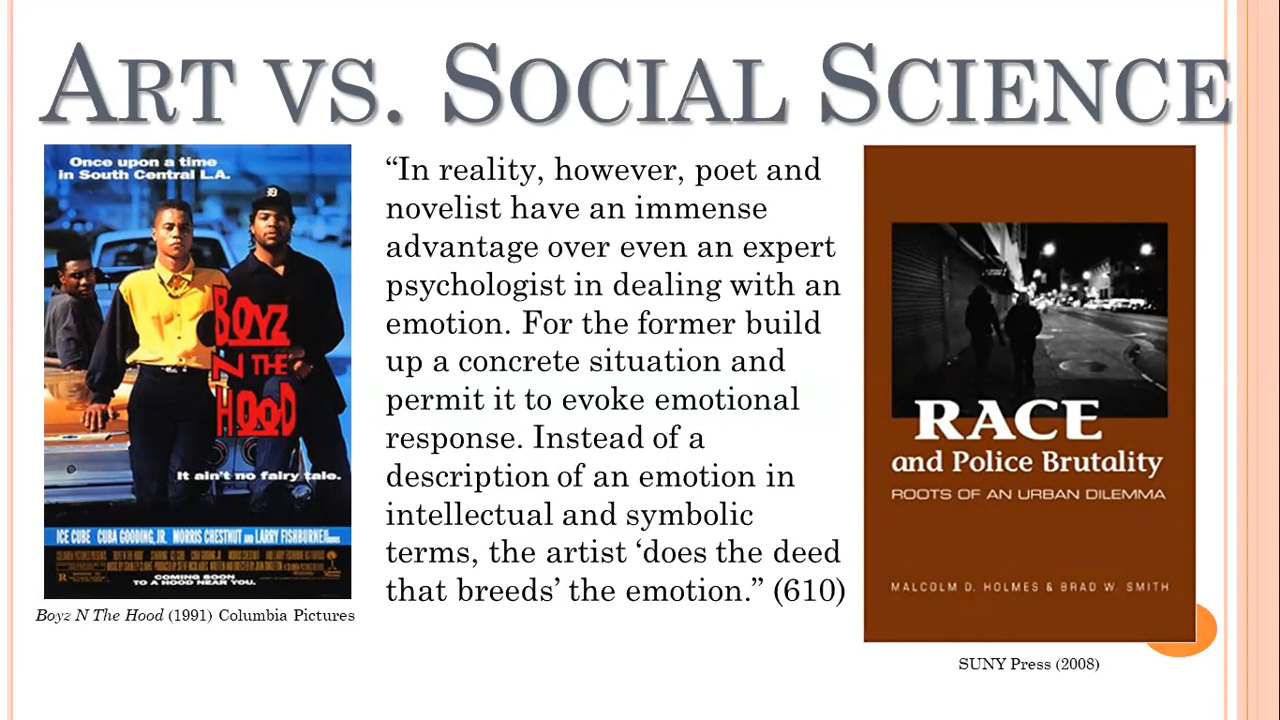 ART VS. SOCIAL SCIENCE
Once upon a time
in South Central L.A.
BOYZ
N THE
HOOD
It ain't no fairy tale.
ICE CUBE CUBA GOODING, JR. MORRIS CHESTNUT and LARRY FISHBURNE
COMING SOON
TO A HOOD NEAR YOU.
Boyz N The Hood (1991) Columbia Pictures
“In reality, however, poet and
novelist have an immense
advantage over even an expert
psychologist in dealing with an
emotion. For the former build
up a concrete situation and
permit it to evoke emotional
response. Instead of a
description of an emotion in
intellectual and symbolic
terms, the artist ‘does the deed
that breeds’ the emotion.” (610)
RACE
and Police Brutality
ROOTS OF AN URBAN DILEMMA
MALCOLM D. HOLMES & BRAD W. SMITH
SUNY Press (2008)